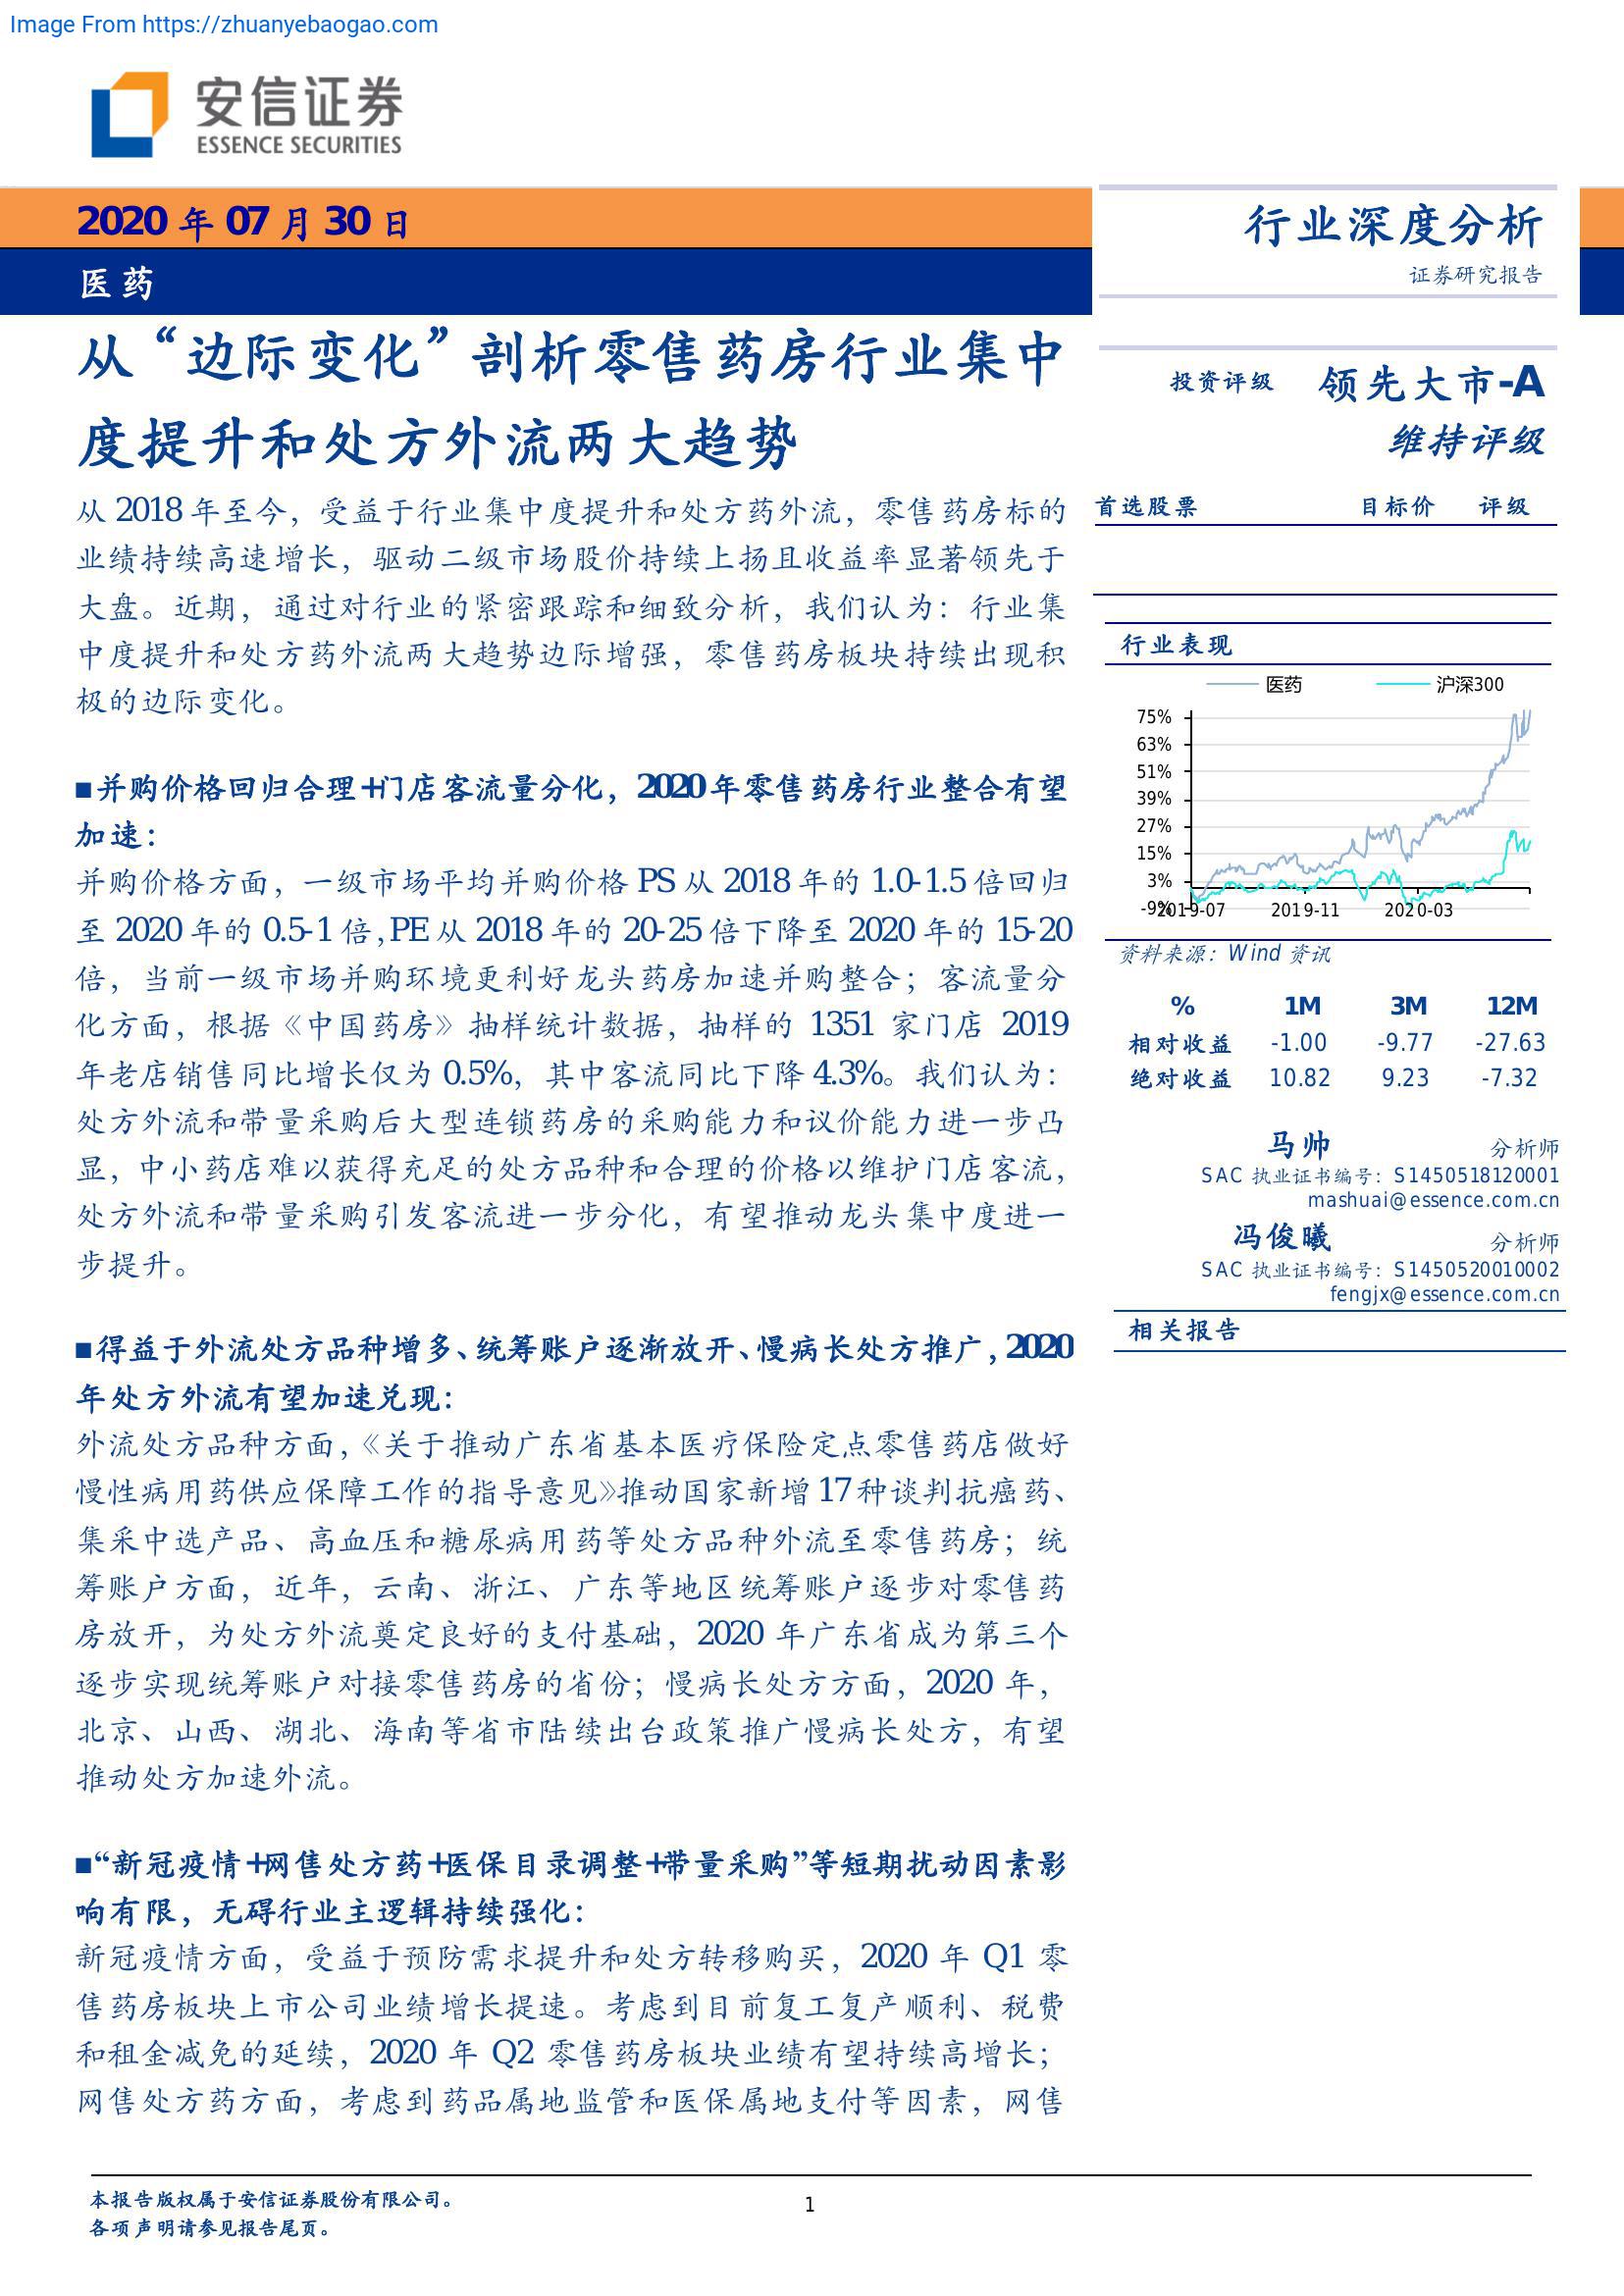 Image From https://zhuanyebaogao.com
安信证券
ESSENCE SECURITIES
2020 年 07 月 30 日
医药
行业深度分析
证券研究报告
从“边际变化”剖析零售药房行业集中
度提升和处方外流两大趋势
从 2018 年至今，受益于行业集中度提升和处方药外流，零售药房标的
业绩持续高速增长，驱动二级市场股价持续上扬且收益率显著领先于
大盘。近期，通过对行业的紧密跟踪和细致分析，我们认为：行业集
中度提升和处方药外流两大趋势边际增强，零售药房板块持续出现积
极的边际变化。
■并购价格回归合理+门店客流量分化，2020 年零售药房行业整合有望
加速：
并购价格方面，一级市场平均并购价格 PS 从 2018 年的 1.0-1.5 倍回归
至 2020 年的 0.5-1 倍，PE 从 2018 年的 20-25 倍下降至 2020 年的 15-20
倍，当前一级市场并购环境更利好龙头药房加速并购整合；客流量分
化方面，根据《中国药房》抽样统计数据，抽样的 1351 家门店 2019
年老店销售同比增长仅为 0.5%，其中客流同比下降 4.3%。我们认为：
处方外流和带量采购后大型连锁药房的采购能力和议价能力进一步凸
显，中小药店难以获得充足的处方品种和合理的价格以维护门店客流，
处方外流和带量采购引发客流进一步分化，有望推动龙头集中度进一
步提升。
■得益于外流处方品种增多、统筹账户逐渐放开、慢病长处方推广，2020
年处方外流有望加速兑现：
外流处方品种方面，《关于推动广东省基本医疗保险定点零售药店做好
慢性病用药供应保障工作的指导意见》推动国家新增 17 种谈判抗癌药、
集采中选产品、高血压和糖尿病用药等处方品种外流至零售药房；统
筹账户方面，近年，云南、浙江、广东等地区统筹账户逐步对零售药
房放开，为处方外流奠定良好的支付基础，2020 年广东省成为第三个
逐步实现统筹账户对接零售药房的省份；慢病长处方方面，2020 年，
北京、山西、湖北、海南等省市陆续出台政策推广慢病长处方，有望
推动处方加速外流。
■“新冠疫情+网售处方药+医保目录调整+带量采购”等短期扰动因素影
响有限，无碍行业主逻辑持续强化：
新冠疫情方面，受益于预防需求提升和处方转移购买，2020 年 Q1 零
售药房板块上市公司业绩增长提速。考虑到目前复工复产顺利、税费
和租金减免的延续，2020 年 Q2 零售药房板块业绩有望持续高增长；
网售处方药方面，考虑到药品属地监管和医保属地支付等因素，网售
投资评级 领先大市-A
维持评级
首选股票 目标价 评级
行业表现
医药 沪深300
75%
63%
51%
39%
27%
15%
3%
-9%
2019-07 2019-11 2020-03
资料来源：Wind 资讯
% 1M 3M 12M
相对收益 -1.00 -9.77 -27.63
绝对收益 10.82 9.23 -7.32
马帅 分析师
SAC 执业证书编号：S1450518120001
mashuai@essence.com.cn
冯俊曦 分析师
SAC 执业证书编号：S1450520010002
fengjx@essence.com.cn
相关报告
本报告版权属于安信证券股份有限公司。
各项声明请参见报告尾页。
1